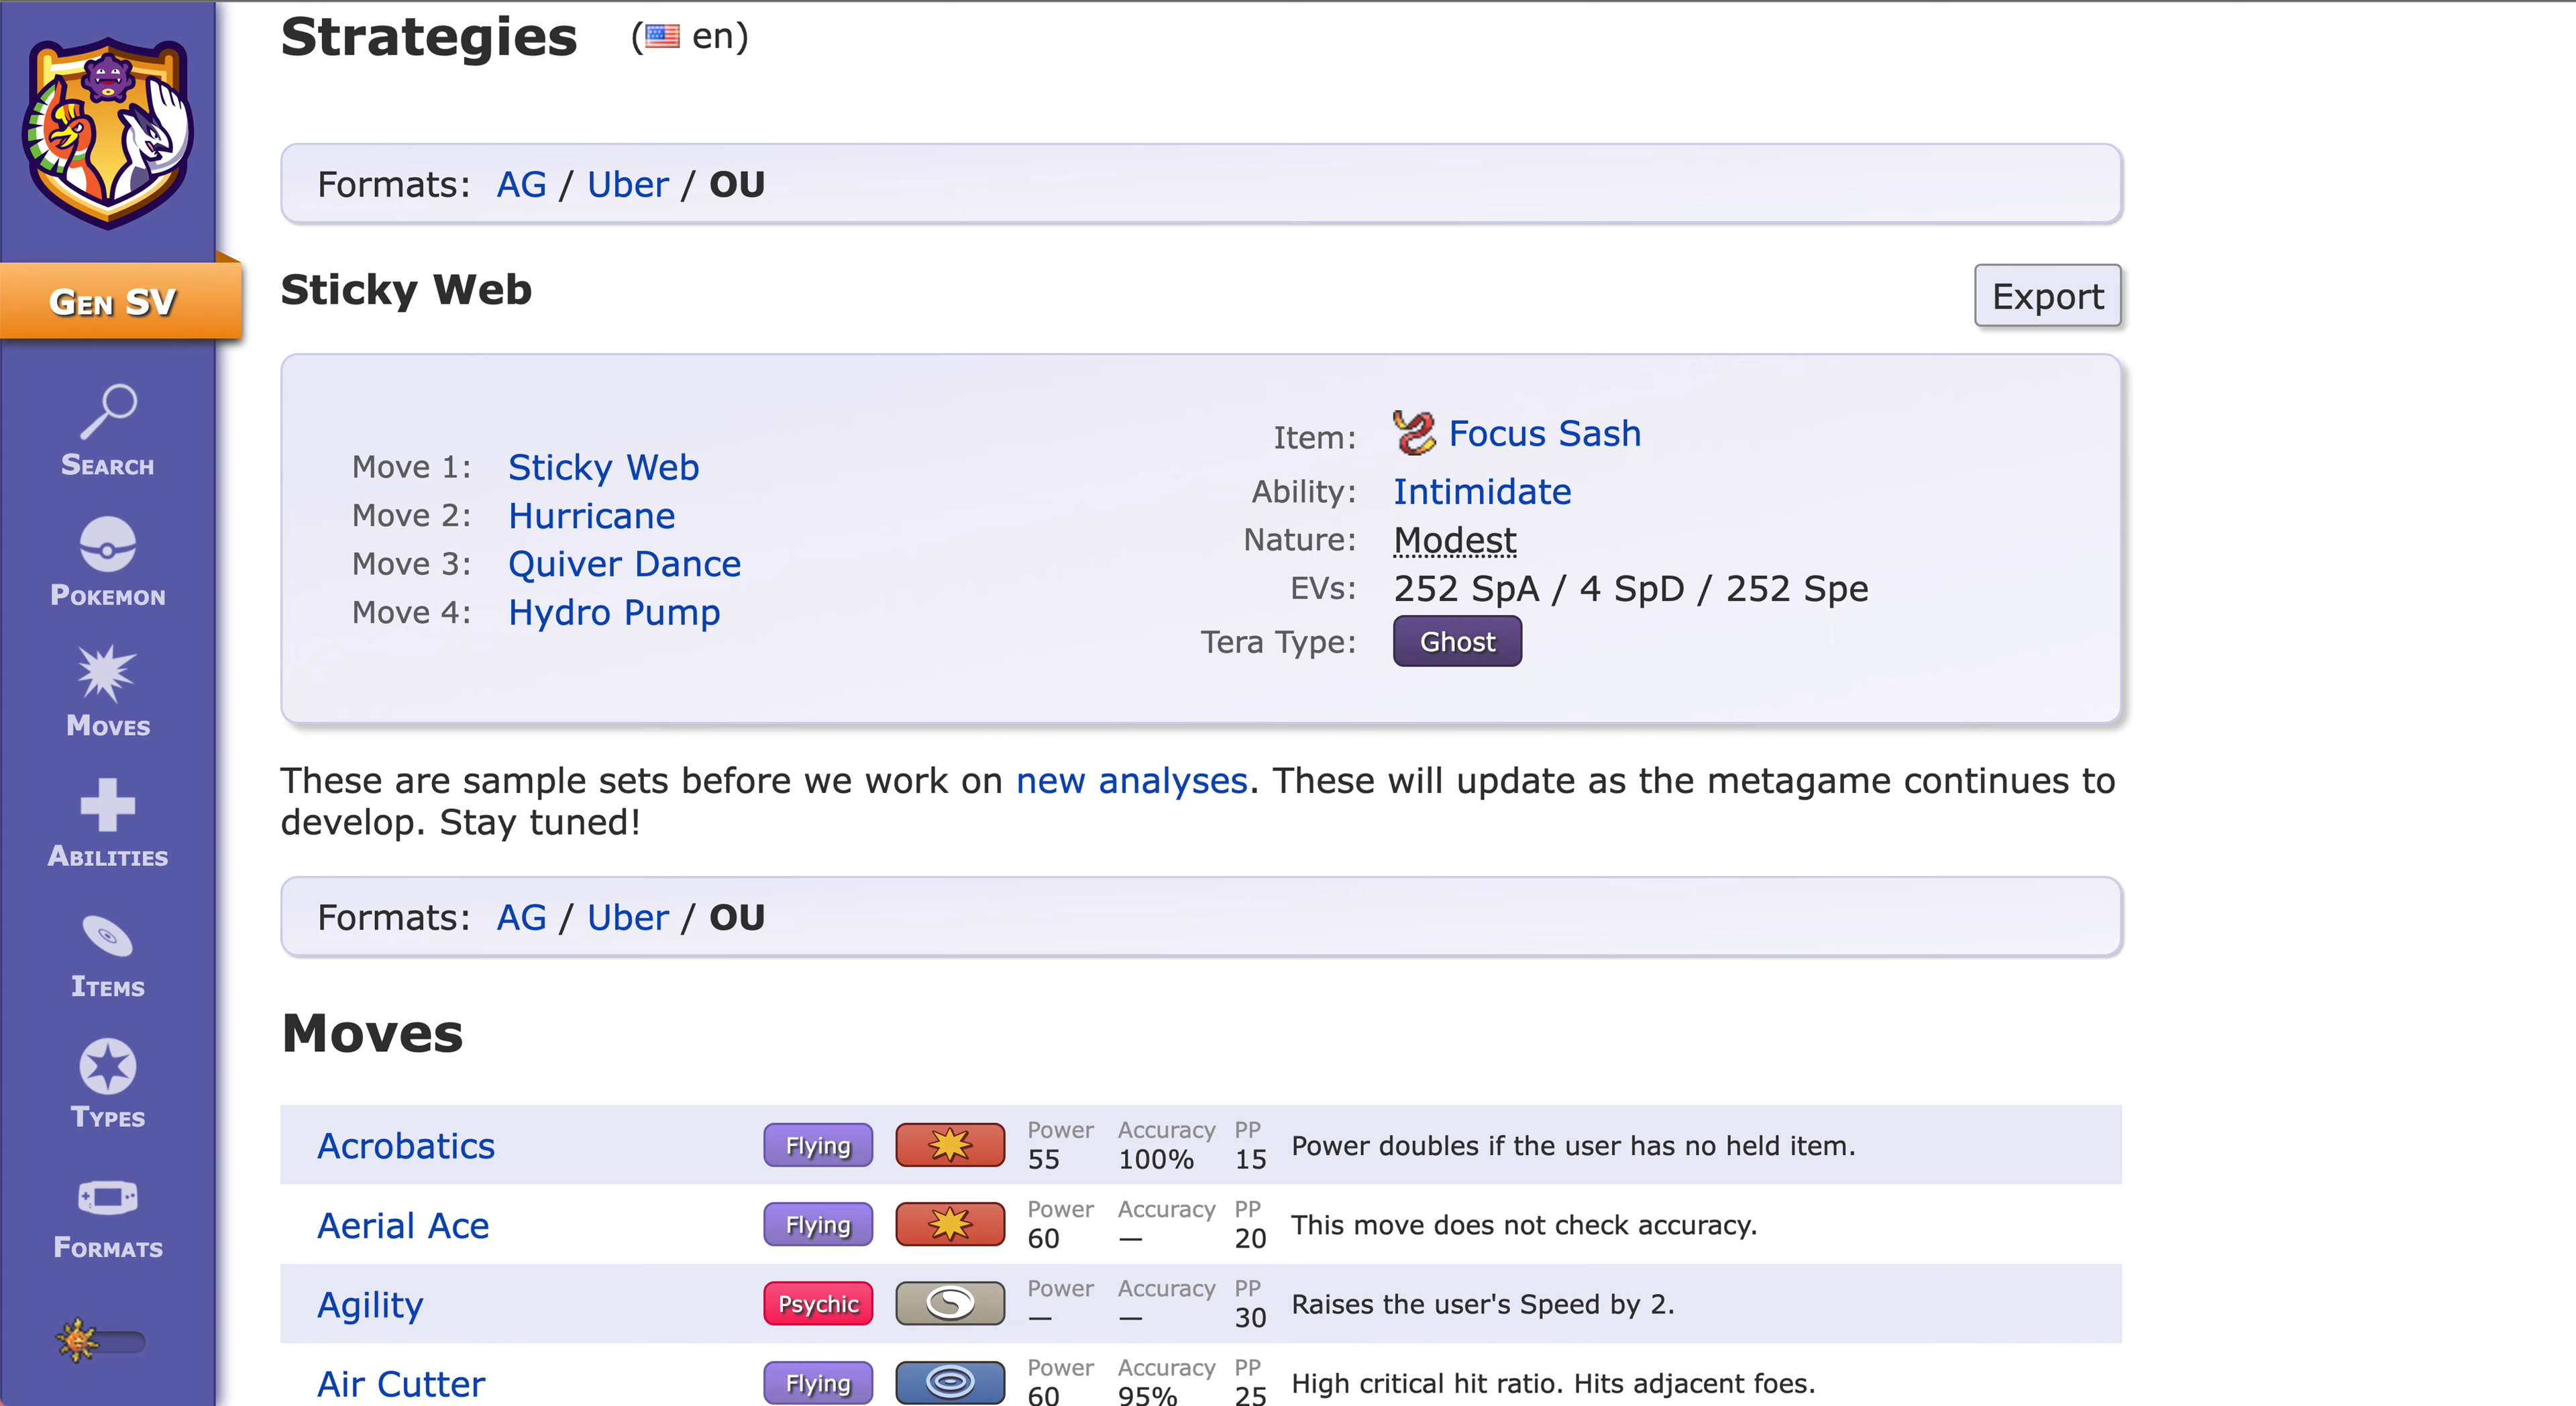 Strategies (en)
Formats: AG / Uber / OU
GEN SV
Sticky Web
Export
Move 1: Sticky Web
Move 2: Hurricane
Move 3: Quiver Dance
Move 4: Hydro Pump
Item: Focus Sash
Ability: Intimidate
Nature: Modest
EVs: 252 SpA / 4 SpD / 252 Spe
Tera Type: Ghost
SEARCH
POKEMON
MOVES
ABILITIES
ITEMS
TYPES
FORMATS
These are sample sets before we work on new analyses. These will update as the metagame continues to
develop. Stay tuned!
Formats: AG / Uber / OU
Moves
Acrobatics Flying Power 55 Accuracy 100% PP 15 Power doubles if the user has no held item.
Aerial Ace Flying Power 60 Accuracy — PP 20 This move does not check accuracy.
Agility Psychic Power — Accuracy — PP 30 Raises the user's Speed by 2.
Air Cutter Flying Power 60 Accuracy 95% PP 25 High critical hit ratio. Hits adjacent foes.